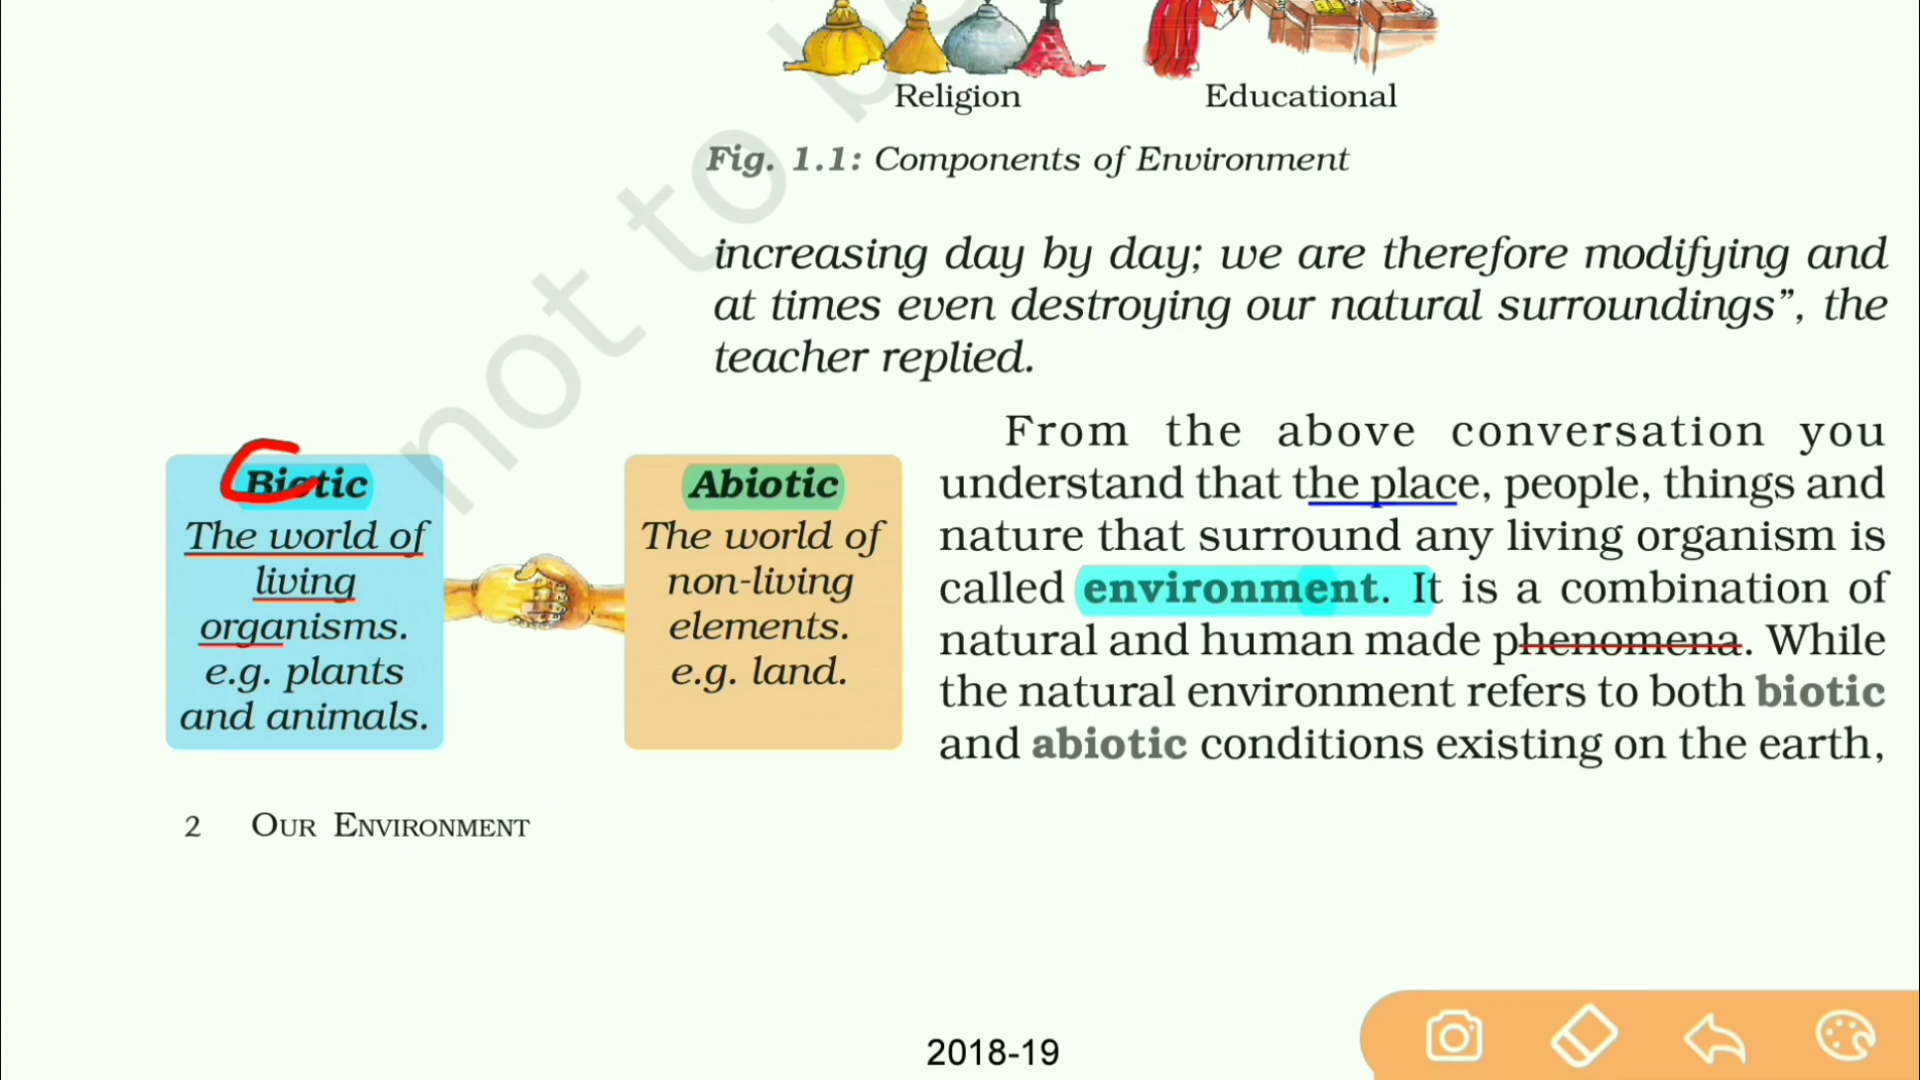 Religion
Educational
Fig. 1.1: Components of Environment
increasing day by day; we are therefore modifying and
at times even destroying our natural surroundings”, the
teacher replied.
Biotic
The world of
living
organisms.
e.g. plants
and animals.
Abiotic
The world of
non-living
elements.
e.g. land.
From the above conversation you
understand that the place, people, things and
nature that surround any living organism is
called environment. It is a combination of
natural and human made phenomena. While
the natural environment refers to both biotic
and abiotic conditions existing on the earth,
2 OUR ENVIRONMENT
2018-19
not to be